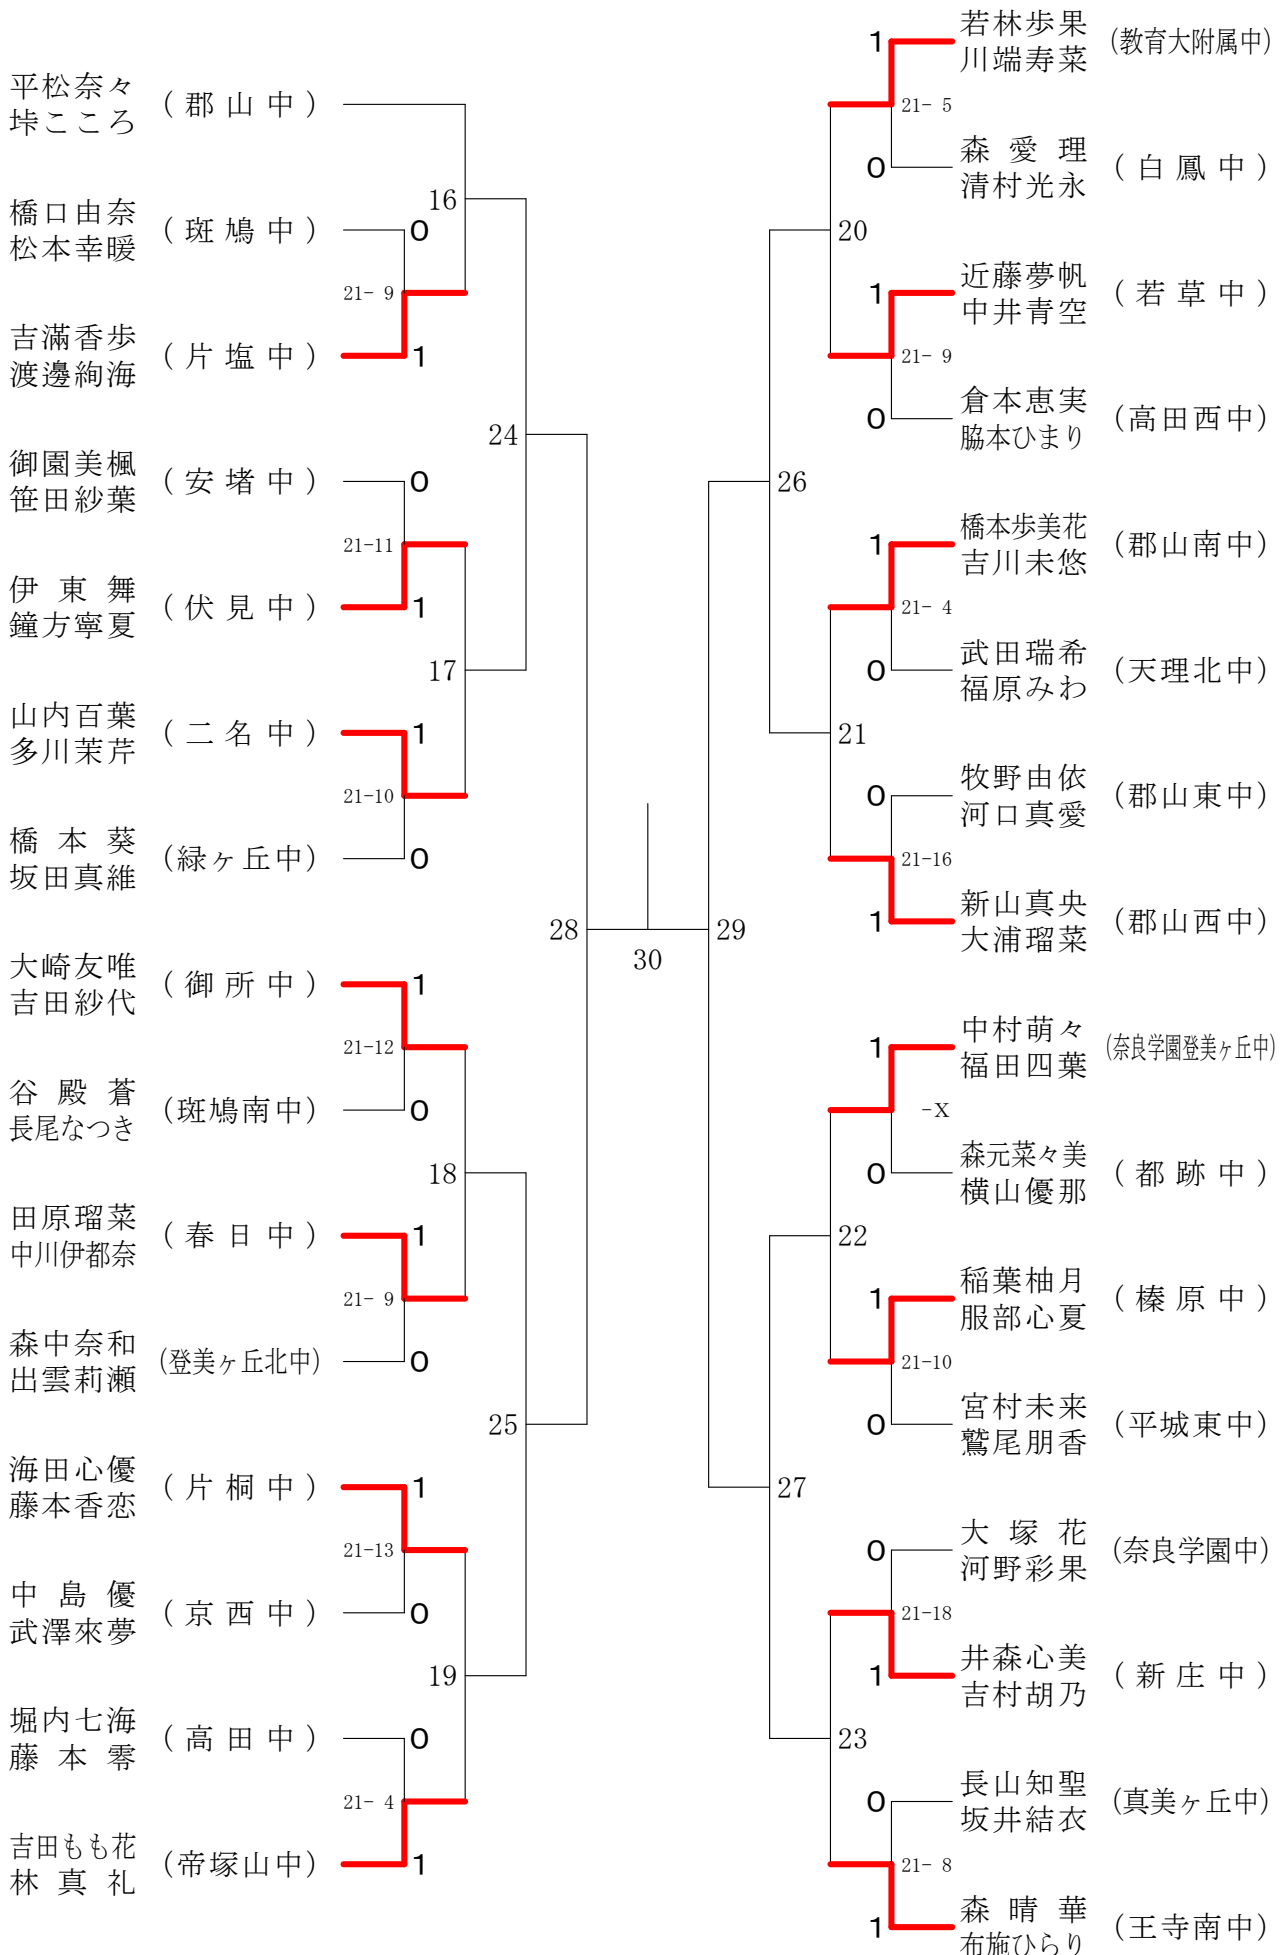 平松奈々
垰こころ
(郡山中)
橋口由奈
松本幸暖
(斑鳩中)
0
16
21- 9
吉滿香歩
渡邊絢海
(片塩中)
1
24
御園美楓
笹田紗葉
(安堵中)
0
21-11
伊東舞
鐘方寧夏
(伏見中)
1
17
山内百葉
多川茉芹
(二名中)
1
21-10
橋本葵
坂田真維
(緑ヶ丘中)
0
28
大崎友唯
吉田紗代
(御所中)
1
21-12
谷殿蒼
長尾なつき
(斑鳩南中)
0
18
田原瑠菜
中川伊都奈
(春日中)
1
21- 9
森中奈和
出雲莉瀬
(登美ヶ丘北中)
0
25
海田心優
藤本香恋
(片桐中)
1
21-13
中島優
武澤來夢
(京西中)
0
19
堀内七海
藤本零
(高田中)
0
21- 4
吉田もも花
林真礼
(帝塚山中)
1
30
1
若林歩果
川端寿菜
(教育大附属中)
21- 5
0
森愛理
清村光永
(白鳳中)
20
1
近藤夢帆
中井青空
(若草中)
21- 9
0
倉本恵実
脇本ひまり
(高田西中)
26
1
橋本歩美花
吉川未悠
(郡山南中)
21- 4
0
武田瑞希
福原みわ
(天理北中)
21
0
牧野由依
河口真愛
(郡山東中)
21-16
1
新山真央
大浦瑠菜
(郡山西中)
29
1
中村萌々
福田四葉
(奈良学園登美ヶ丘中)
-X
0
森元菜々美
横山優那
(都跡中)
22
1
稲葉柚月
服部心夏
(榛原中)
21-10
0
宮村未来
鷲尾朋香
(平城東中)
27
0
大塚花
河野彩果
(奈良学園中)
21-18
1
井森心美
吉村胡乃
(新庄中)
23
0
長山知聖
坂井結衣
(真美ヶ丘中)
21- 8
1
森晴華
布施ひらり
(王寺南中)